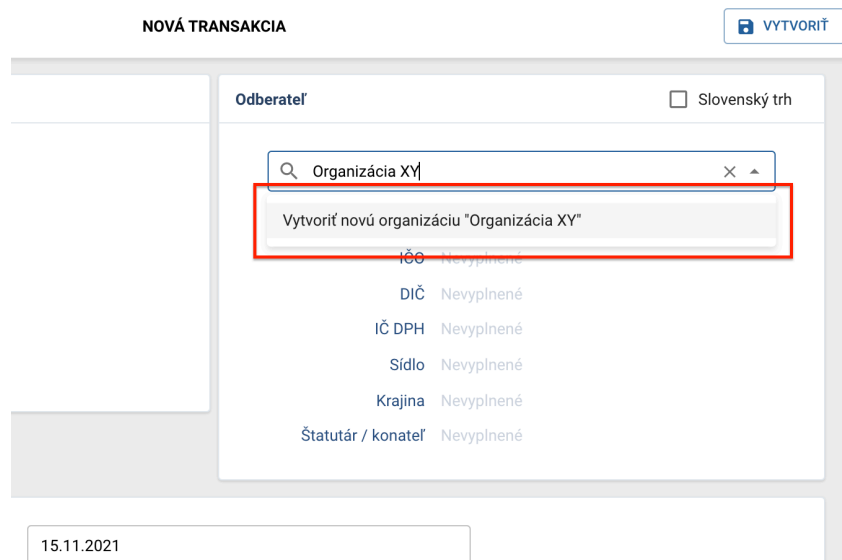 NOVÁ TRANSAKCIA
VYTVORIŤ
Odberateľ
Slovenský trh
Organizácia XY
Vytvoriť novú organizáciu "Organizácia XY"
IČO Nevyplnené
DIČ Nevyplnené
IČ DPH Nevyplnené
Sídlo Nevyplnené
Krajina Nevyplnené
Štatutár / konateľ Nevyplnené
15.11.2021